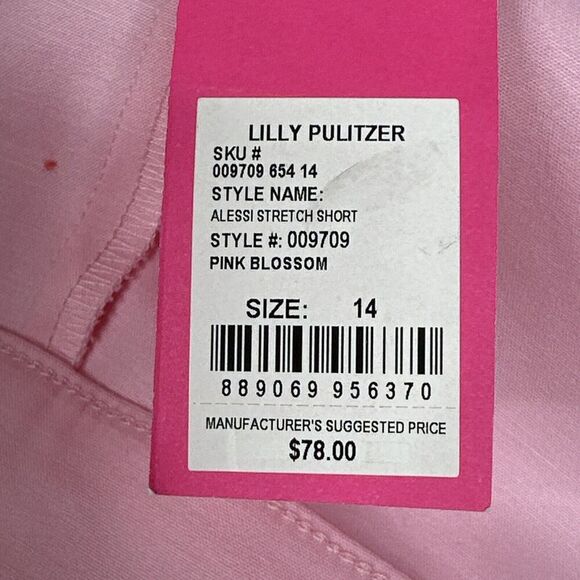 LILLY PULITZER
SKU #
009709 654 14
STYLE NAME:
ALESSI STRETCH SHORT
STYLE #: 009709
PINK BLOSSOM
SIZE: 14
889069 956370
MANUFACTURER'S SUGGESTED PRICE
$78.00